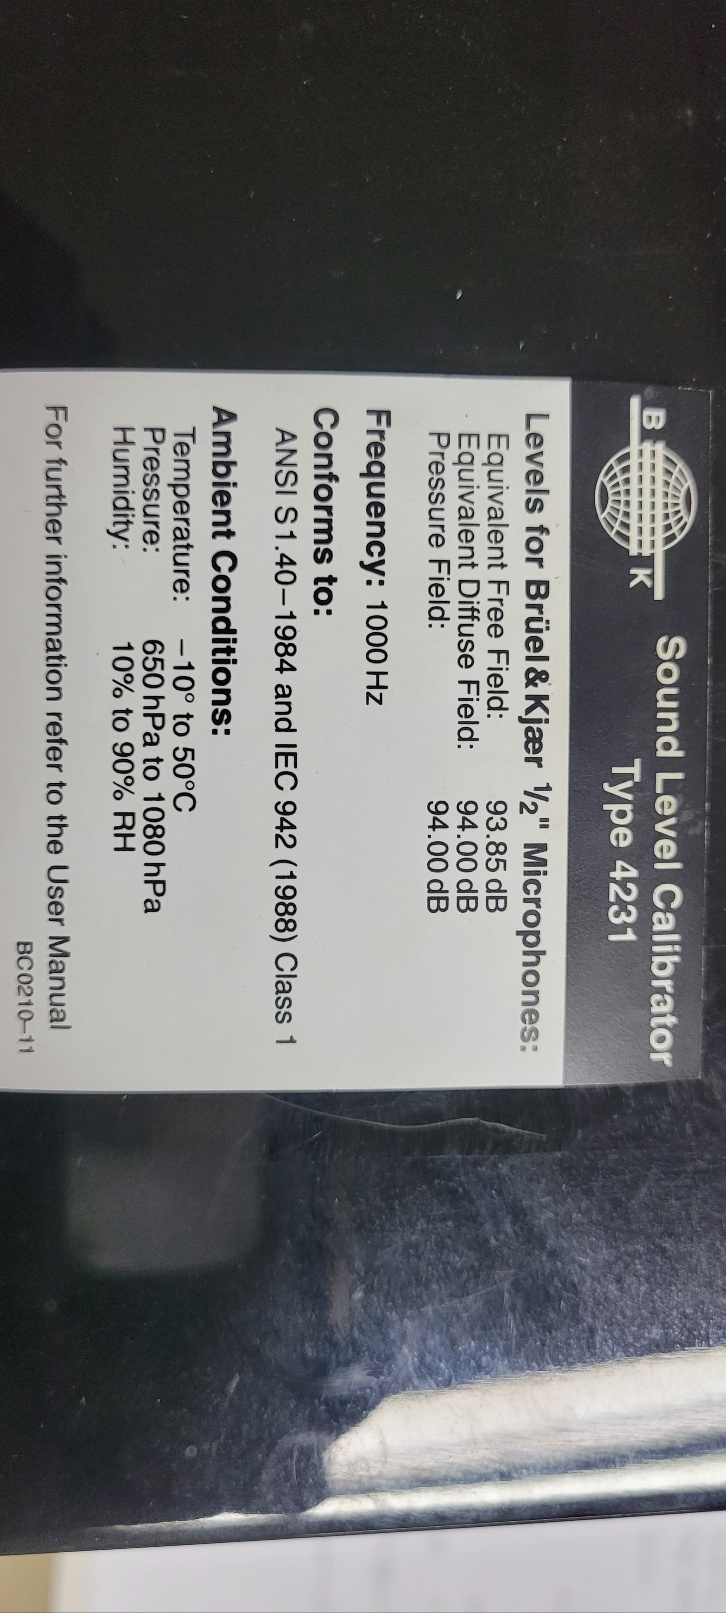 B K
Sound Level Calibrator
Type 4231
Levels for Brüel & Kjær 1/2" Microphones:
Equivalent Free Field: 93.85 dB
Equivalent Diffuse Field: 94.00 dB
Pressure Field: 94.00 dB
Frequency: 1000 Hz
Conforms to:
ANSI S1.40–1984 and IEC 942 (1988) Class 1
Ambient Conditions:
Temperature: –10° to 50°C
Pressure: 650 hPa to 1080 hPa
Humidity: 10% to 90% RH
For further information refer to the User Manual
BC0210–11